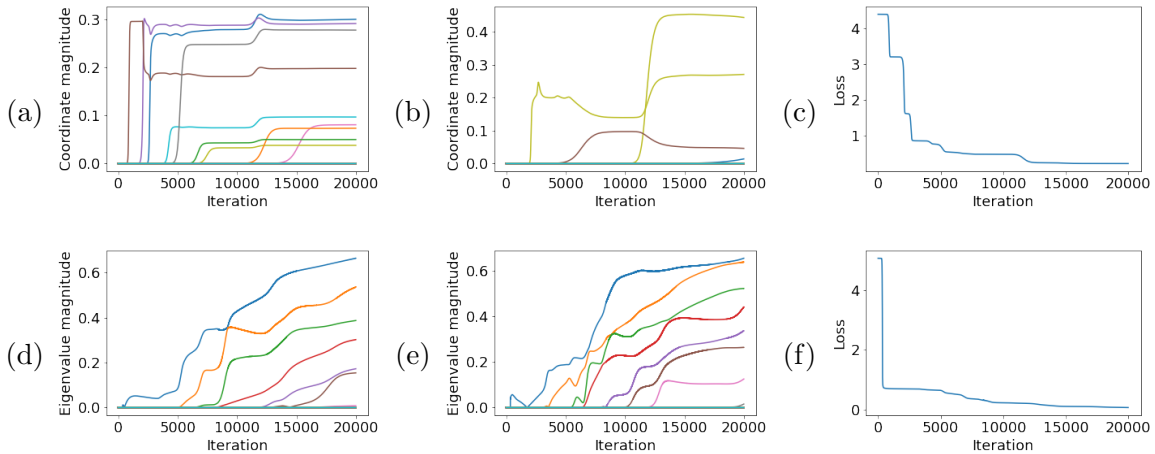 (a)
Coordinate magnitude
0.3
0.2
0.1
0.0
0 5000 10000 15000 20000
Iteration
(b)
Coordinate magnitude
0.4
0.3
0.2
0.1
0.0
0 5000 10000 15000 20000
Iteration
(c)
Loss
4
3
2
1
0 5000 10000 15000 20000
Iteration
(d)
Eigenvalue magnitude
0.6
0.4
0.2
0.0
0 5000 10000 15000 20000
Iteration
(e)
Eigenvalue magnitude
0.6
0.4
0.2
0.0
0 5000 10000 15000 20000
Iteration
(f)
Loss
4
2
0
0 5000 10000 15000 20000
Iteration